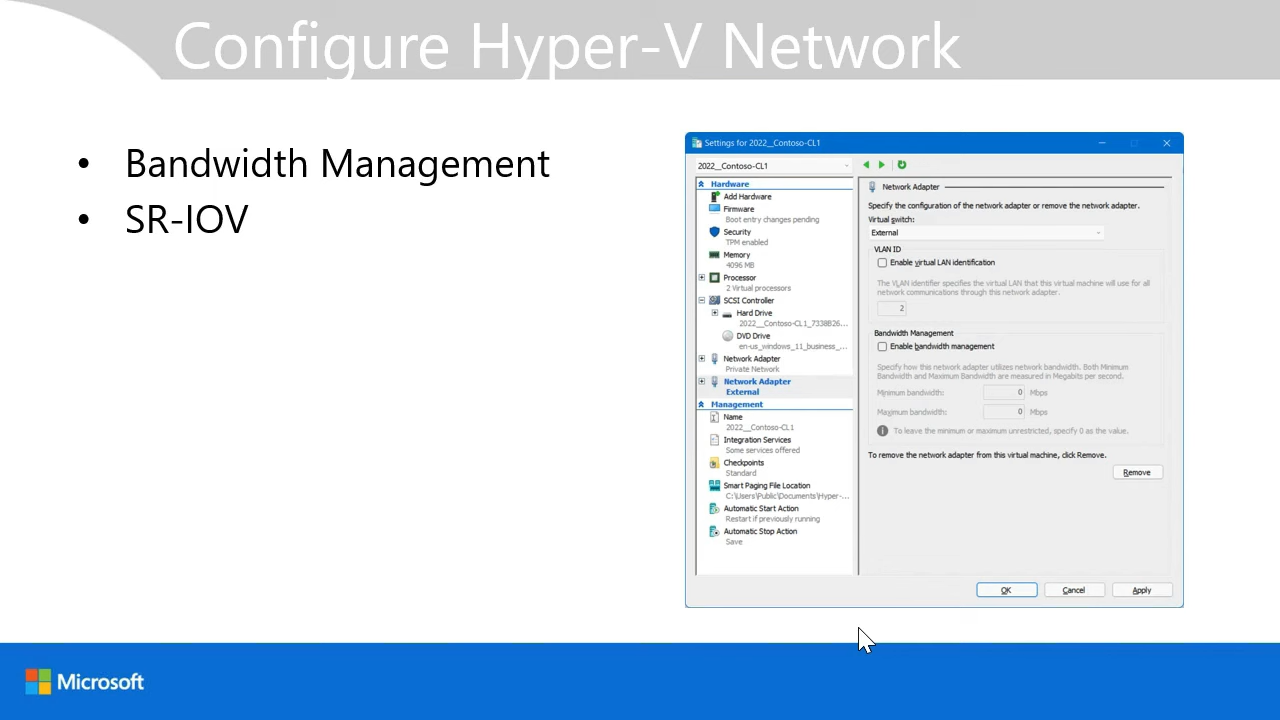 Configure Hyper-V Network
• Bandwidth Management
• SR-IOV
Settings for 2022__Contoso-CL1
2022__Contoso-CL1
Hardware
Add Hardware
Firmware
Boot entry changes pending
Security
TPM enabled
Memory
4096 MB
Processor
2 Virtual processors
SCSI Controller
Hard Drive
2022__Contoso-CL1_7338B26...
DVD Drive
en-us_windows_11_business_...
Network Adapter
Private Network
Network Adapter
External
Management
Name
2022__Contoso-CL1
Integration Services
Some services offered
Checkpoints
Standard
Smart Paging File Location
C:\Users\Public\Documents\Hyper-...
Automatic Start Action
Restart if previously running
Automatic Stop Action
Save
Network Adapter
Specify the configuration of the network adapter or remove the network adapter.
Virtual switch:
External
VLAN ID
Enable virtual LAN identification
The VLAN identifier specifies the virtual LAN that this virtual machine will use for all
network communications through this network adapter.
2
Bandwidth Management
Enable bandwidth management
Specify how this network adapter utilizes network bandwidth. Both Minimum
Bandwidth and Maximum Bandwidth are measured in Megabits per second.
Minimum bandwidth: 0 Mbps
Maximum bandwidth: 0 Mbps
To leave the minimum or maximum unrestricted, specify 0 as the value.
To remove the network adapter from this virtual machine, click Remove.
Remove
OK Cancel Apply
Microsoft